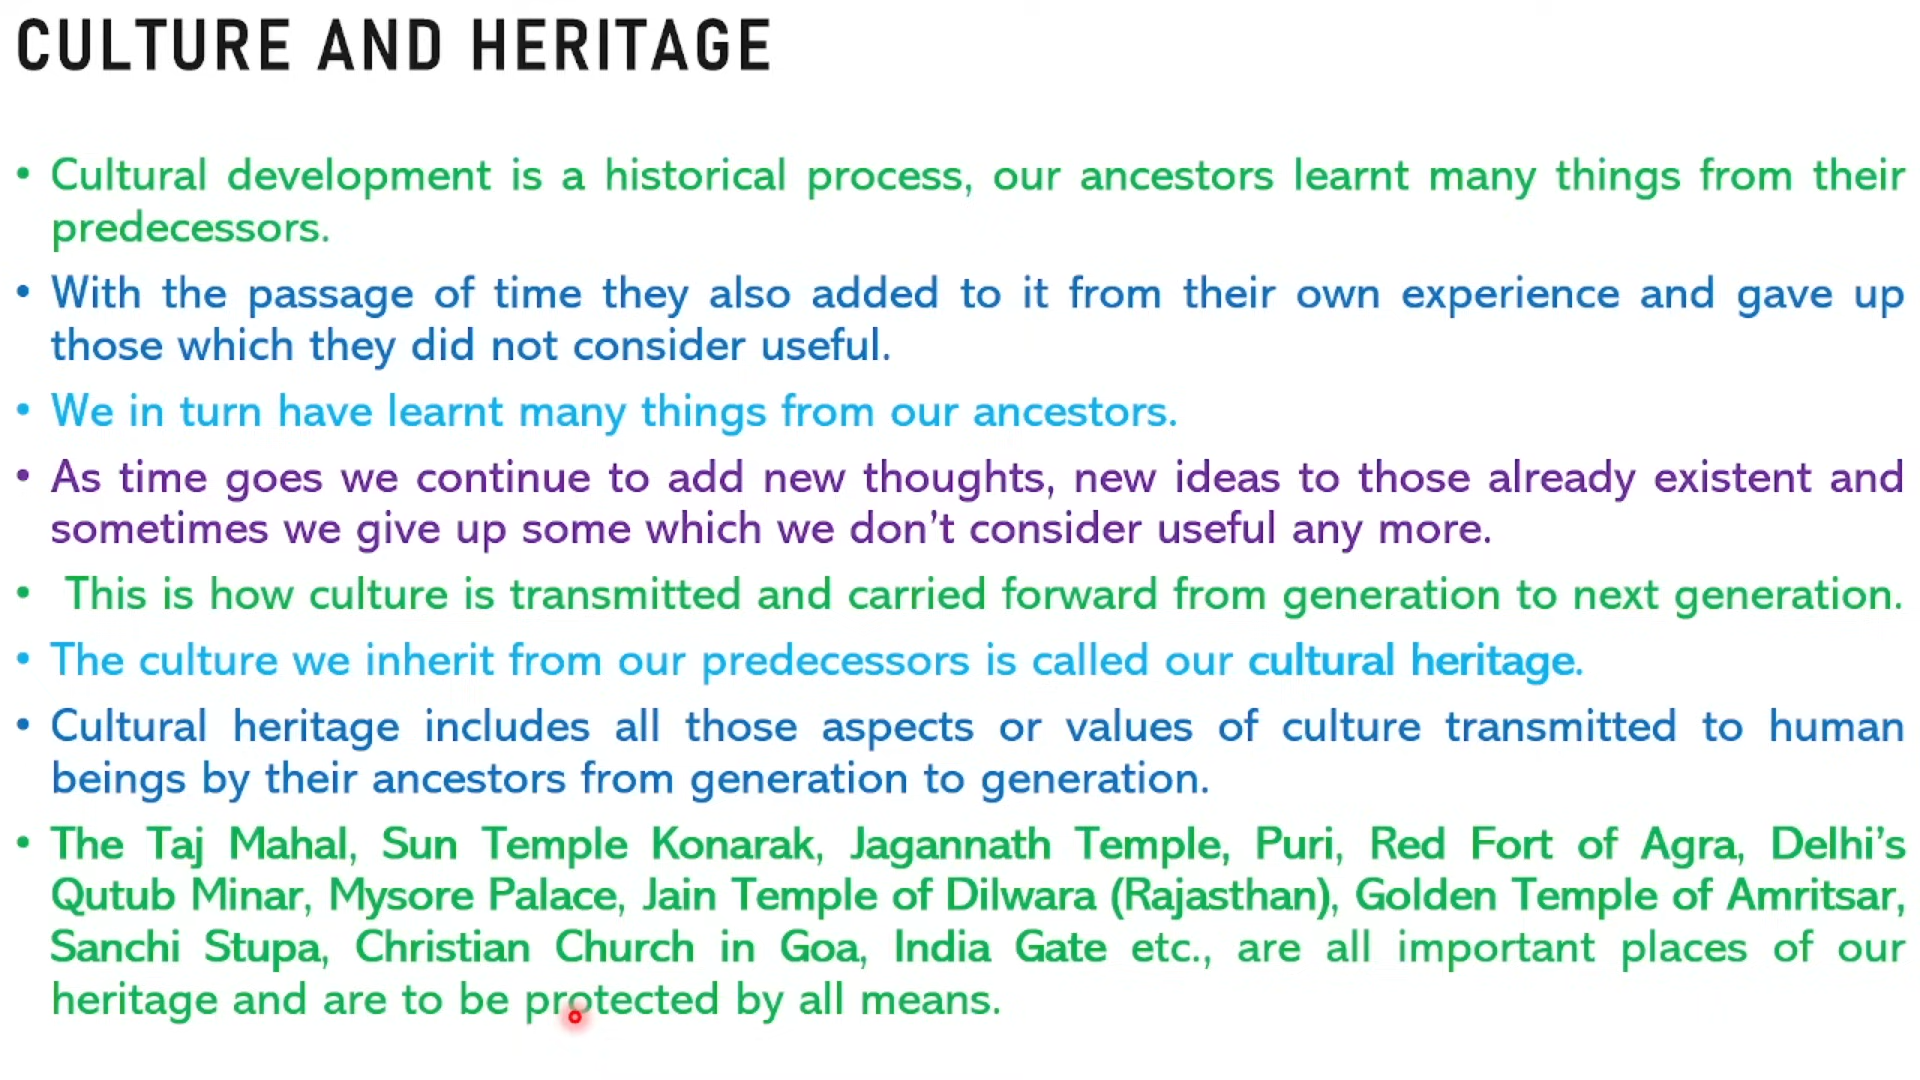 CULTURE AND HERITAGE
• Cultural development is a historical process, our ancestors learnt many things from their
predecessors.
• With the passage of time they also added to it from their own experience and gave up
those which they did not consider useful.
• We in turn have learnt many things from our ancestors.
• As time goes we continue to add new thoughts, new ideas to those already existent and
sometimes we give up some which we don’t consider useful any more.
• This is how culture is transmitted and carried forward from generation to next generation.
• The culture we inherit from our predecessors is called our cultural heritage.
• Cultural heritage includes all those aspects or values of culture transmitted to human
beings by their ancestors from generation to generation.
• The Taj Mahal, Sun Temple Konarak, Jagannath Temple, Puri, Red Fort of Agra, Delhi’s
Qutub Minar, Mysore Palace, Jain Temple of Dilwara (Rajasthan), Golden Temple of Amritsar,
Sanchi Stupa, Christian Church in Goa, India Gate etc., are all important places of our
heritage and are to be protected by all means.